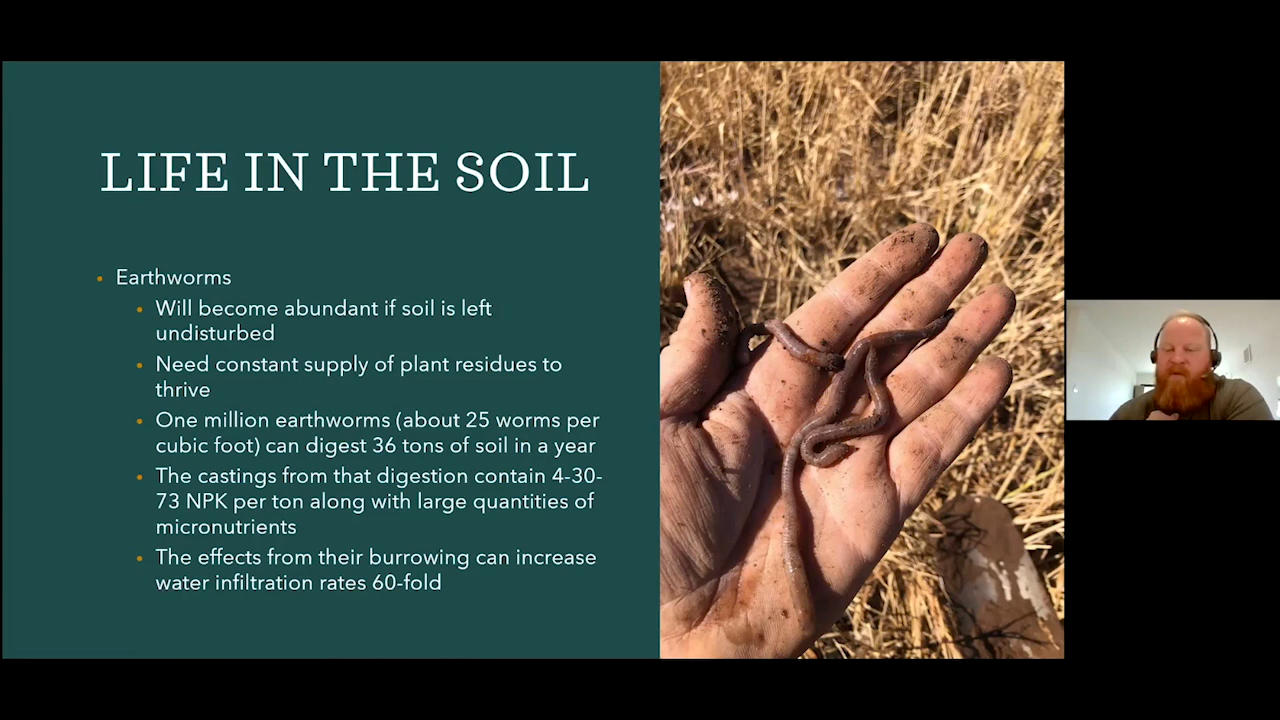 LIFE IN THE SOIL
• Earthworms
• Will become abundant if soil is left
undisturbed
• Need constant supply of plant residues to
thrive
• One million earthworms (about 25 worms per
cubic foot) can digest 36 tons of soil in a year
• The castings from that digestion contain 4-30-
73 NPK per ton along with large quantities of
micronutrients
• The effects from their burrowing can increase
water infiltration rates 60-fold